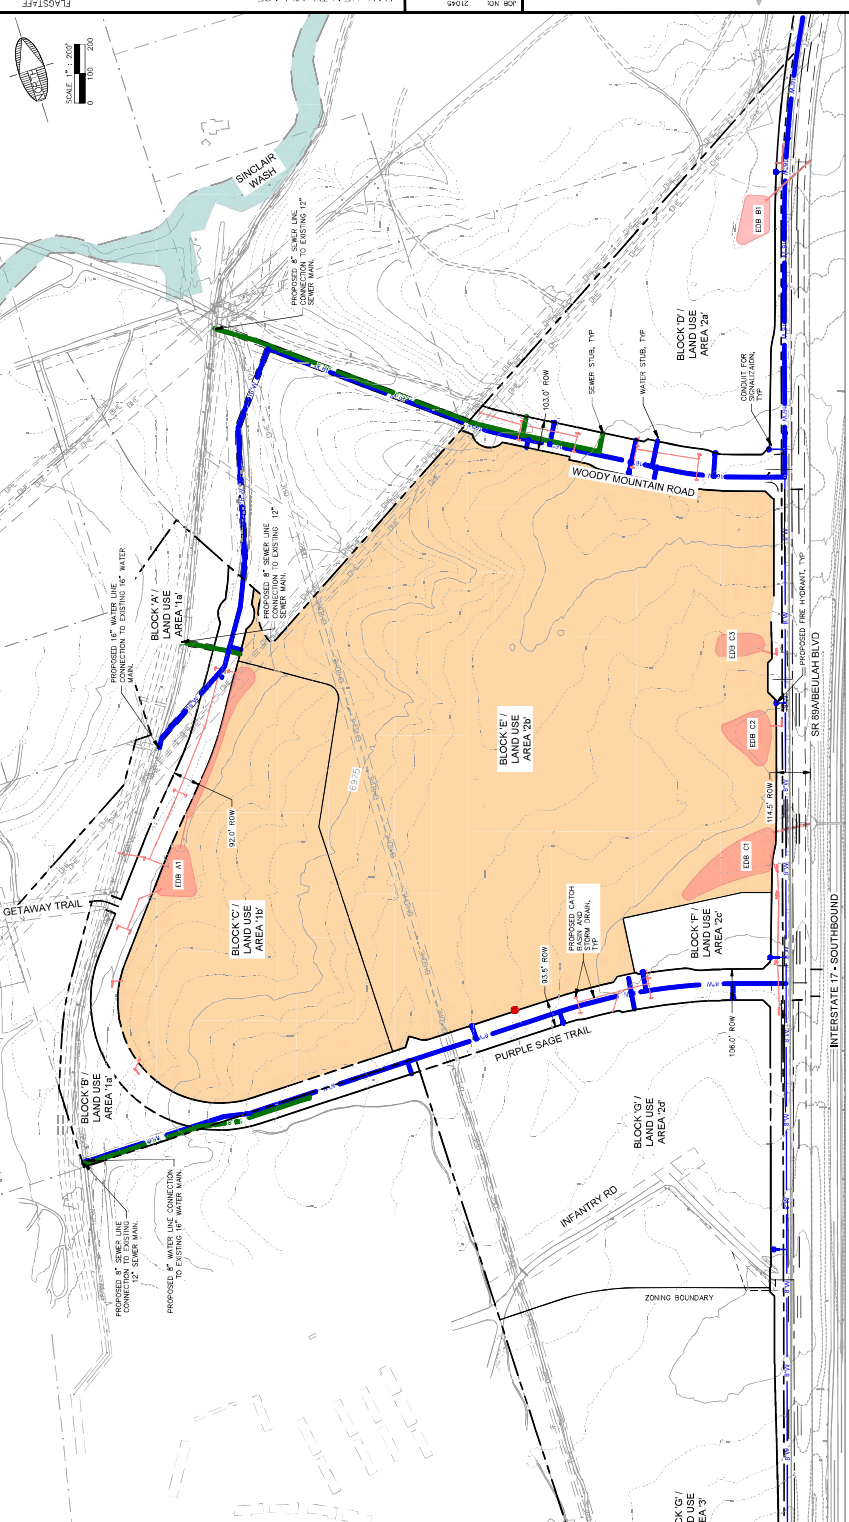 FLAGSTAFF
JOB NO: 21045
SCALE 1" : 200'
0 100 200
SINCLAIR
WASH
PROPOSED 8" SEWER LINE
CONNECTION TO EXISTING 12"
SEWER MAIN.
EDB B1
BLOCK 'D'/
LAND USE
AREA '2a'
SEWER STUB, TYP
WATER STUB, TYP
CONDUIT FOR
SIGNALIZAION,
TYP
103.0' ROW
WOODY MOUNTAIN ROAD
PROPOSED 16" WATER LINE
CONNECTION TO EXISTING 16" WATER
MAIN.
BLOCK 'A' /
LAND USE
AREA '1a'
PROPOSED 8" SEWER LINE
CONNECTION TO EXISTING 12"
SEWER MAIN.
PROPOSED FIRE HYDRANT, TYP
SR 89A/BEULAH BLVD
EDB C3
EDB C2
BLOCK 'E'/
LAND USE
AREA '2b'
6975
92.0' ROW
114.5' ROW
EDB C1
EDB A1
GETAWAY TRAIL
BLOCK 'C'/
LAND USE
AREA '1b'
BLOCK 'F'/
LAND USE
AREA '2c'
PROPOSED CATCH
BASIN AND
STORM DRAIN,
TYP
93.5' ROW
106.0' ROW
PURPLE SAGE TRAIL
INTERSTATE 17 - SOUTHBOUND
BLOCK 'B'/
LAND USE
AREA '1a'
BLOCK 'G'/
LAND USE
AREA '2d'
PROPOSED 8" SEWER LINE
CONNECTION TO EXISTING
12" SEWER MAIN.
PROPOSED 8" WATER LINE CONNECTION
TO EXISTING 16" WATER MAIN.
INFANTRY RD
ZONING BOUNDARY
CK 'G'/
D USE
EA '3'